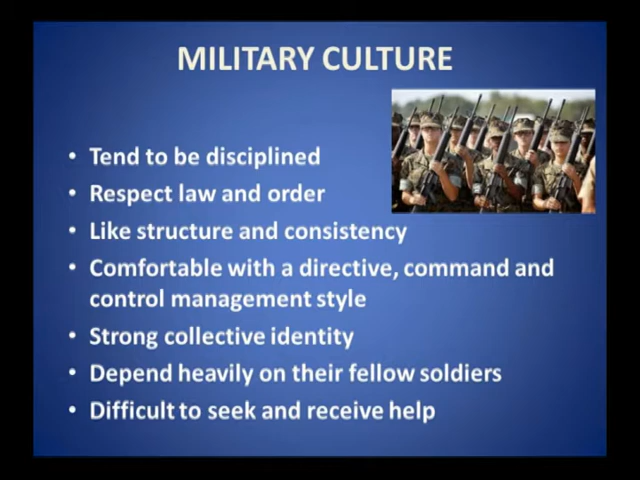 MILITARY CULTURE
• Tend to be disciplined
• Respect law and order
• Like structure and consistency
• Comfortable with a directive, command and
control management style
• Strong collective identity
• Depend heavily on their fellow soldiers
• Difficult to seek and receive help